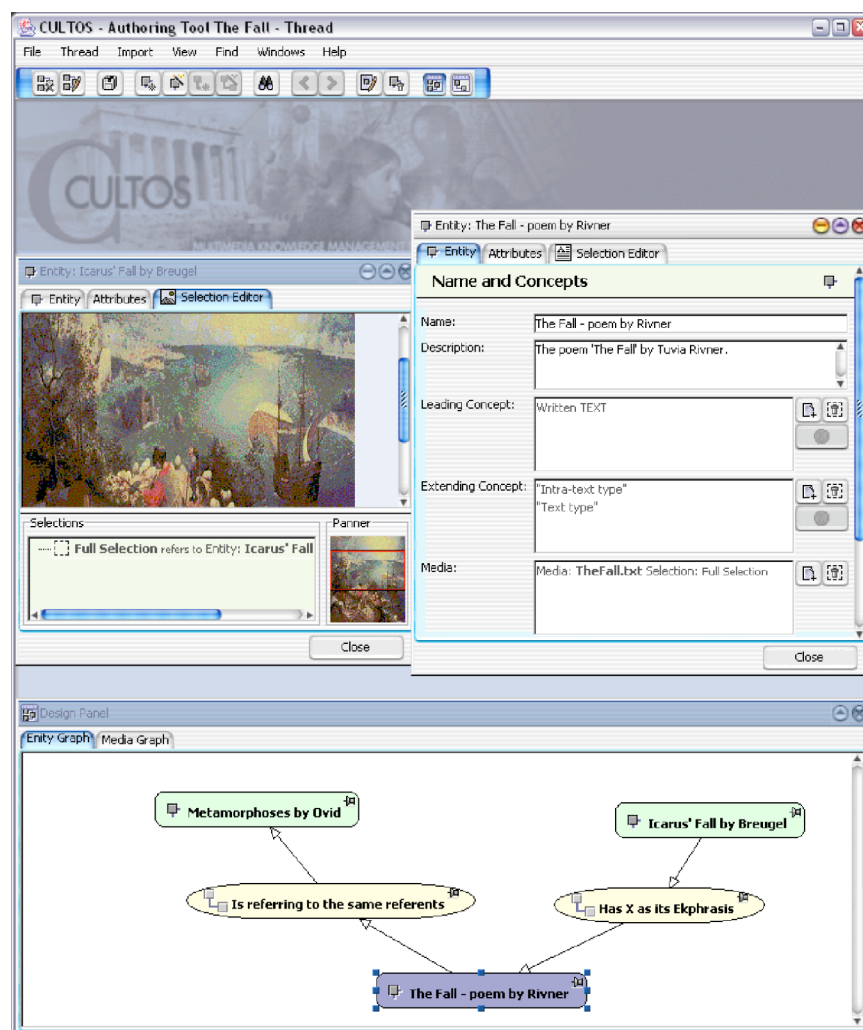 CULTOS - Authoring Tool The Fall - Thread
File Thread Import View Find Windows Help
CULTOS
MULTIMEDIA KNOWLEDGE MANAGEMENT
Entity: Icarus' Fall by Breugel
Entity Attributes Selection Editor
Selections
Full Selection refers to Entity: Icarus' Fall
Panner
Close
Entity: The Fall - poem by Rivner
Entity Attributes Selection Editor
Name and Concepts
Name: The Fall - poem by Rivner
Description: The poem 'The Fall' by Tuvia Rivner.
Leading Concept: Written TEXT
Extending Concept: "Intra-text type"
"Text type"
Media: Media: TheFall.txt Selection: Full Selection
Close
Design Panel
Enity Graph Media Graph
Metamorphoses by Ovid
Icarus' Fall by Breugel
Is referring to the same referents
Has X as its Ekphrasis
The Fall - poem by Rivner